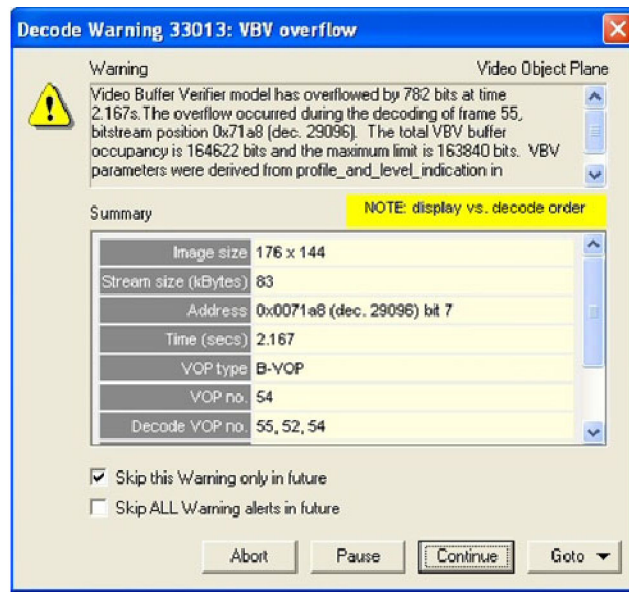 Decode Warning 33013: VBV overflow
Warning
Video Object Plane
Video Buffer Verifier model has overflowed by 782 bits at time
2.167s. The overflow occurred during the decoding of frame 55,
bitstream position 0x71a8 (dec. 29096). The total VBV buffer
occupancy is 164622 bits and the maximum limit is 163840 bits. VBV
parameters were derived from profile_and_level_indication in
Summary
NOTE: display vs. decode order
Image size 176 x 144
Stream size (kBytes) 83
Address 0x0071a8 (dec. 29096) bit 7
Time (secs) 2.167
VOP type B-VOP
VOP no. 54
Decode VOP no. 55, 52, 54
Skip this Warning only in future
Skip ALL Warning alerts in future
Abort Pause Continue Goto